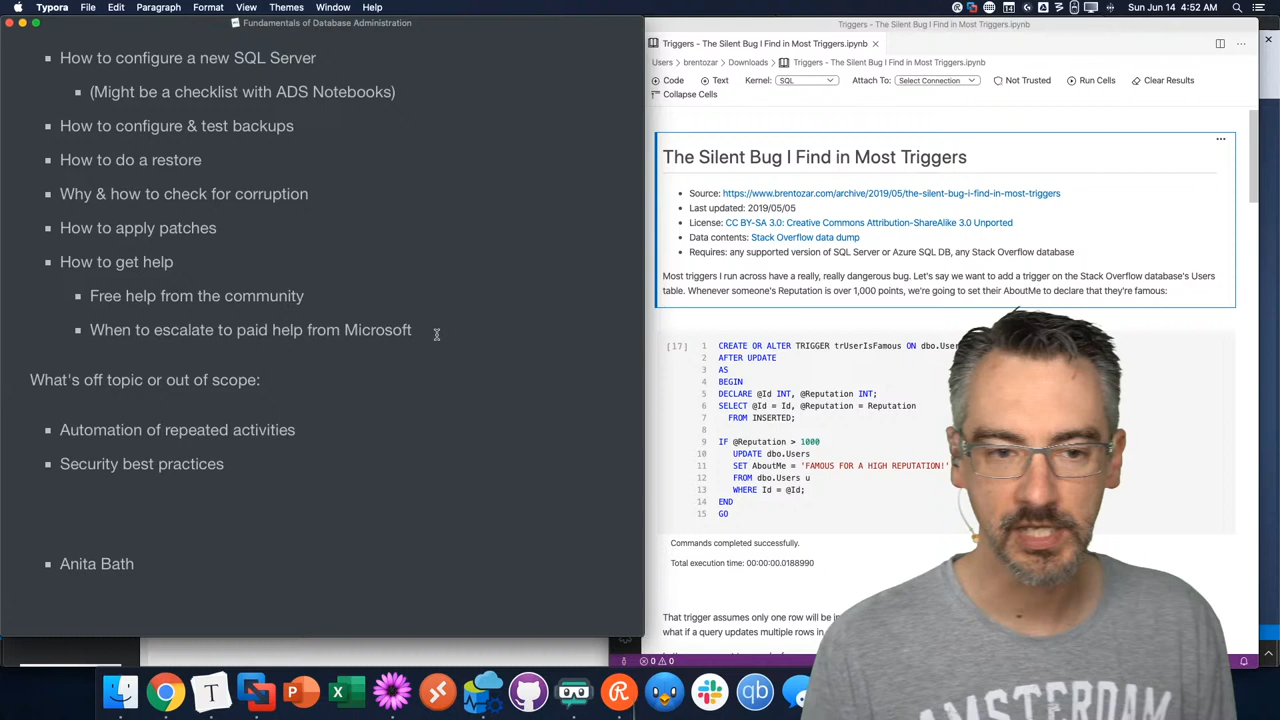 Typora File Edit Paragraph Format View Themes Window Help
Sun Jun 14 4:52 AM
Fundamentals of Database Administration
How to configure a new SQL Server
(Might be a checklist with ADS Notebooks)
How to configure & test backups
How to do a restore
Why & how to check for corruption
How to apply patches
How to get help
Free help from the community
When to escalate to paid help from Microsoft
What's off topic or out of scope:
Automation of repeated activities
Security best practices
Anita Bath
Triggers - The Silent Bug I Find in Most Triggers.ipynb
Triggers - The Silent Bug I Find in Most Triggers.ipynb
Users brentozar Downloads Triggers - The Silent Bug I Find in Most Triggers.ipynb
Code Text Kernel: SQL Attach To: Select Connection Not Trusted Run Cells Clear Results
Collapse Cells
The Silent Bug I Find in Most Triggers
Source: https://www.brentozar.com/archive/2019/05/the-silent-bug-i-find-in-most-triggers
Last updated: 2019/05/05
License: CC BY-SA 3.0: Creative Commons Attribution-ShareAlike 3.0 Unported
Data contents: Stack Overflow data dump
Requires: any supported version of SQL Server or Azure SQL DB, any Stack Overflow database
Most triggers I run across have a really, really dangerous bug. Let's say we want to add a trigger on the Stack Overflow database's Users
table. Whenever someone's Reputation is over 1,000 points, we're going to set their AboutMe to declare that they're famous:
[17] 1 CREATE OR ALTER TRIGGER trUserIsFamous ON dbo.User
2 AFTER UPDATE
3 AS
4 BEGIN
5 DECLARE @Id INT, @Reputation INT;
6 SELECT @Id = Id, @Reputation = Reputation
7 FROM INSERTED;
8
9 IF @Reputation > 1000
10 UPDATE dbo.Users
11 SET AboutMe = 'FAMOUS FOR A HIGH REPUTATION!'
12 FROM dbo.Users u
13 WHERE Id = @Id;
14 END
15 GO
Commands completed successfully.
Total execution time: 00:00:00.0188990
That trigger assumes only one row will be
what if a query updates multiple rows in
0 0
AMSTERDAM